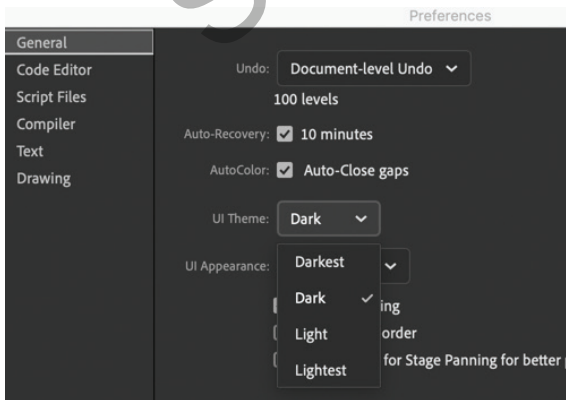 Preferences
General
Code Editor
Script Files
Compiler
Text
Drawing
Undo: Document-level Undo
100 levels
Auto-Recovery: 10 minutes
AutoColor: Auto-Close gaps
UI Theme: Dark
UI Appearance:
Darkest
Dark ing
Light order
Lightest for Stage Panning for better